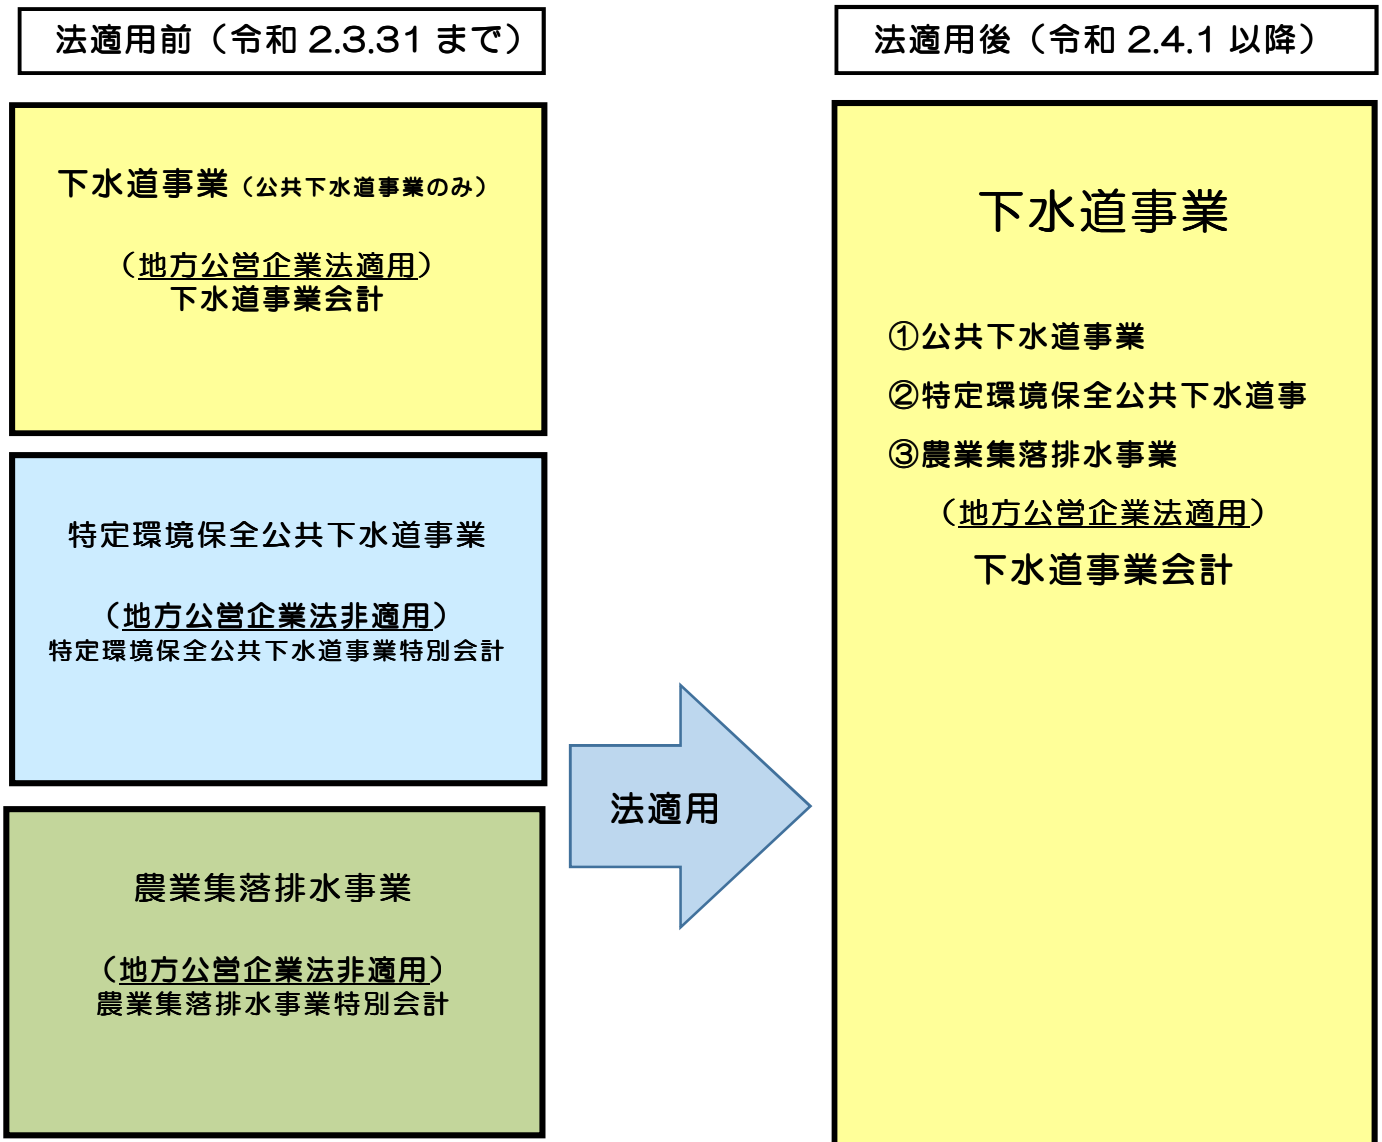 法適用前（令和 2.3.31 まで）
下水道事業（公共下水道事業のみ）
（地方公営企業法適用）
下水道事業会計
特定環境保全公共下水道事業
（地方公営企業法非適用）
特定環境保全公共下水道事業特別会計
農業集落排水事業
（地方公営企業法非適用）
農業集落排水事業特別会計
法適用
法適用後（令和 2.4.1 以降）
下水道事業
①公共下水道事業
②特定環境保全公共下水道事
③農業集落排水事業
（地方公営企業法適用）
下水道事業会計